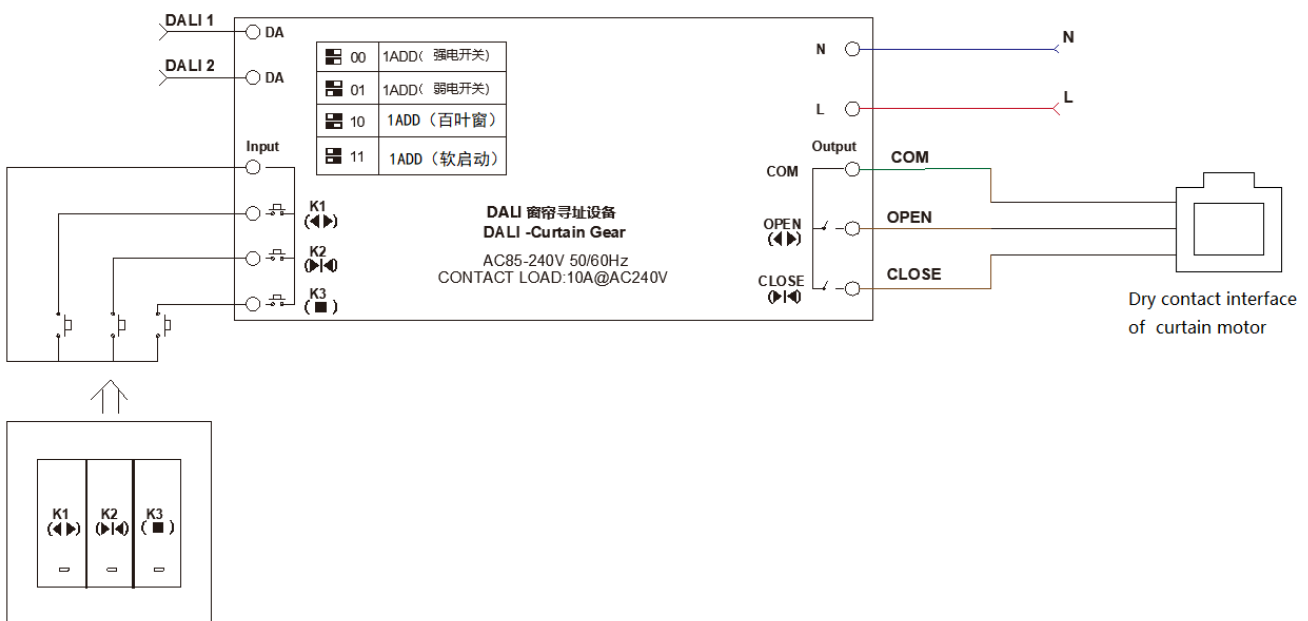 DALI 1
DA
DALI 2
DA
00 1ADD( 强电开关)
01 1ADD( 弱电开关)
10 1ADD（百叶窗）
11 1ADD（软启动）
Input
K1
(◀▶)
K2
(▶|◀)
K3
(■)
DALI 窗帘寻址设备
DALI -Curtain Gear
AC85-240V 50/60Hz
CONTACT LOAD:10A@AC240V
N
N
L
L
Output
COM
COM
OPEN
(◀▶)
OPEN
CLOSE
(▶|◀)
CLOSE
Dry contact interface
of curtain motor
K1
(◀▶)
K2
(▶|◀)
K3
(■)